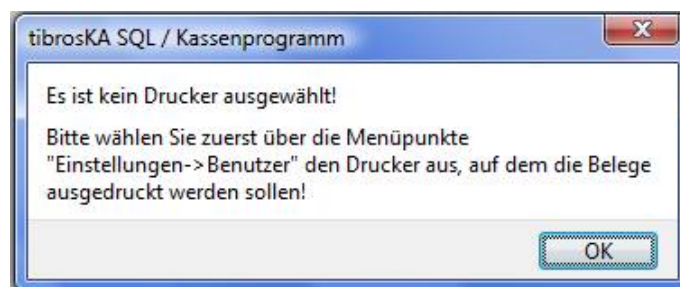 tibrosKA SQL / Kassenprogramm
Es ist kein Drucker ausgewählt!
Bitte wählen Sie zuerst über die Menüpunkte
"Einstellungen->Benutzer" den Drucker aus, auf dem die Belege
ausgedruckt werden sollen!
OK